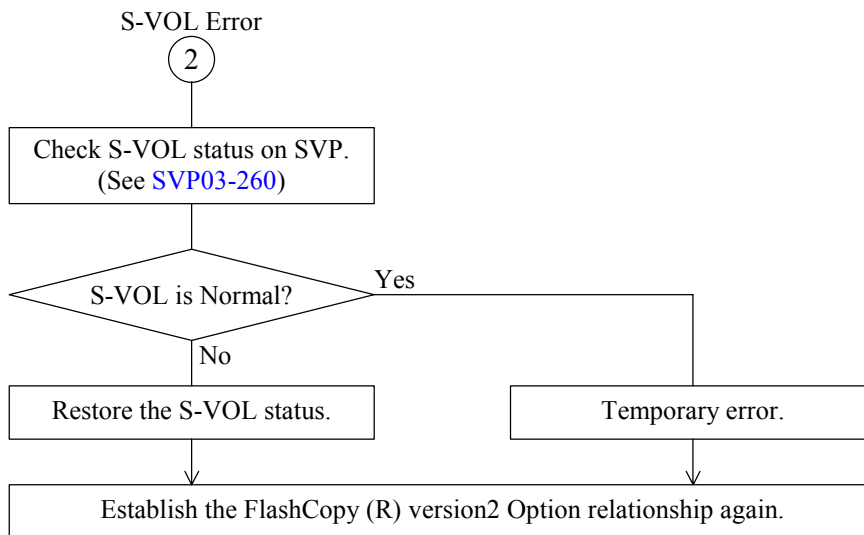 S-VOL Error
2
Check S-VOL status on SVP.
(See SVP03-260)
S-VOL is Normal?
Yes
No
Restore the S-VOL status.
Temporary error.
Establish the FlashCopy (R) version2 Option relationship again.